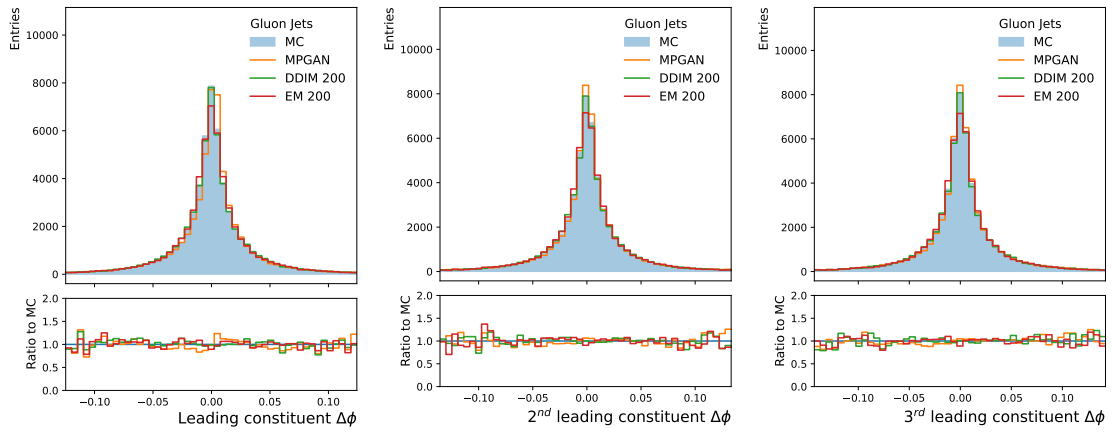 Entries
10000
8000
6000
4000
2000
0
Gluon Jets
MC
MPGAN
DDIM 200
EM 200
Ratio to MC
2.0
1.5
1.0
0.5
0.0
−0.10
−0.05
0.00
0.05
0.10
Leading constituent Δϕ
Entries
10000
8000
6000
4000
2000
0
Gluon Jets
MC
MPGAN
DDIM 200
EM 200
Ratio to MC
2.0
1.5
1.0
0.5
0.0
−0.10
−0.05
0.00
0.05
0.10
2nd leading constituent Δϕ
Entries
10000
8000
6000
4000
2000
0
Gluon Jets
MC
MPGAN
DDIM 200
EM 200
Ratio to MC
2.0
1.5
1.0
0.5
0.0
−0.10
−0.05
0.00
0.05
0.10
3rd leading constituent Δϕ